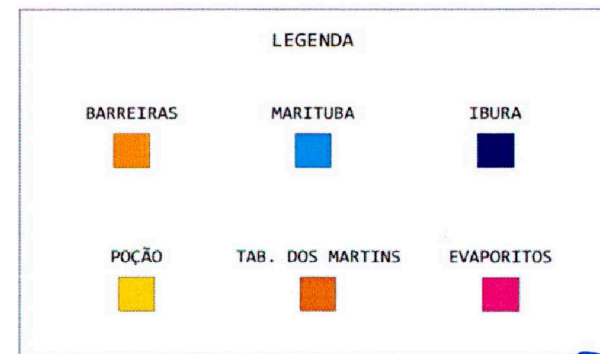 LEGENDA
BARREIRAS MARITUBA IBURA
POÇÃO TAB. DOS MARTINS EVAPORITOS